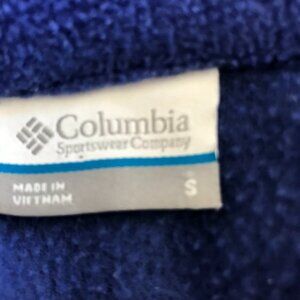 Columbia
Sportswear Company
MADE IN
VIETNAM
S